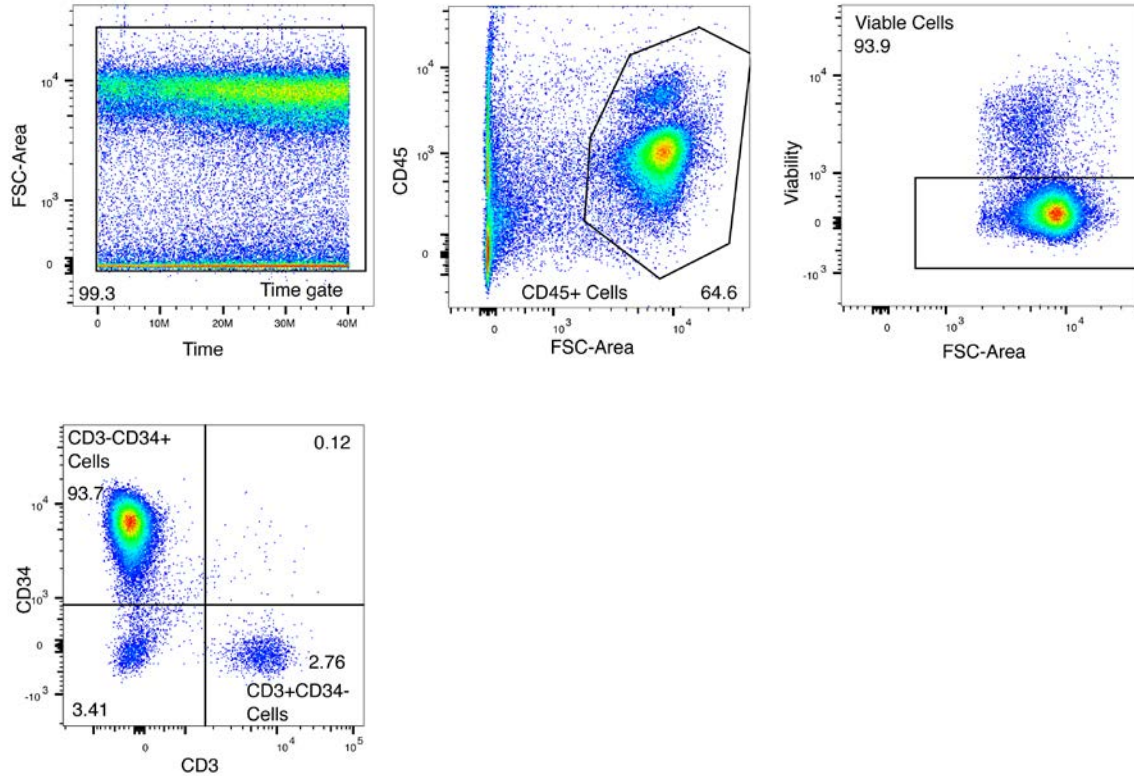 10⁴
10³
0
FSC-Area
99.3
Time gate
0
10M
20M
30M
40M
Time
10⁴
10³
0
CD45
CD45+ Cells
64.6
0
10³
10⁴
FSC-Area
Viable Cells
93.9
10⁴
10³
0
-10³
Viability
0
10³
10⁴
FSC-Area
CD3-CD34+
Cells
93.7
0.12
10⁴
10³
0
-10³
CD34
2.76
CD3+CD34-
Cells
3.41
0
10⁴
10⁵
CD3